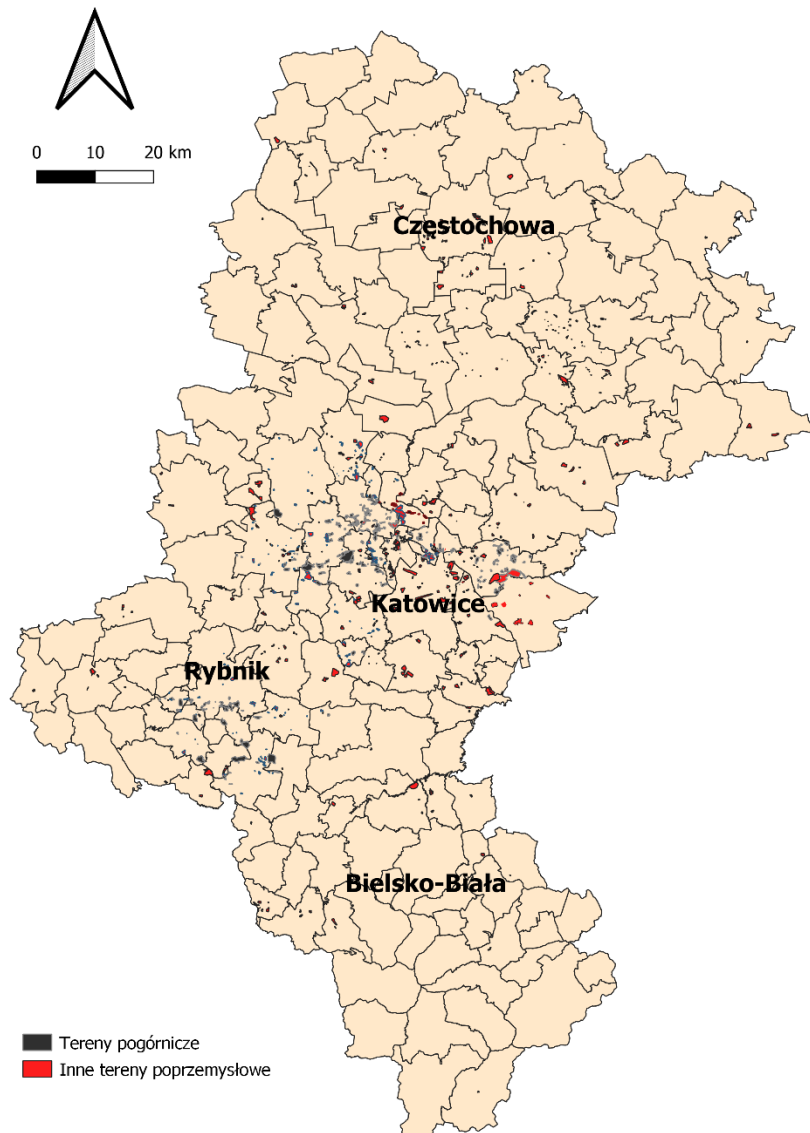 0 10 20 km
Częstochowa
Katowice
Rybnik
Bielsko-Biała
Tereny pogórnicze
Inne tereny poprzemysłowe